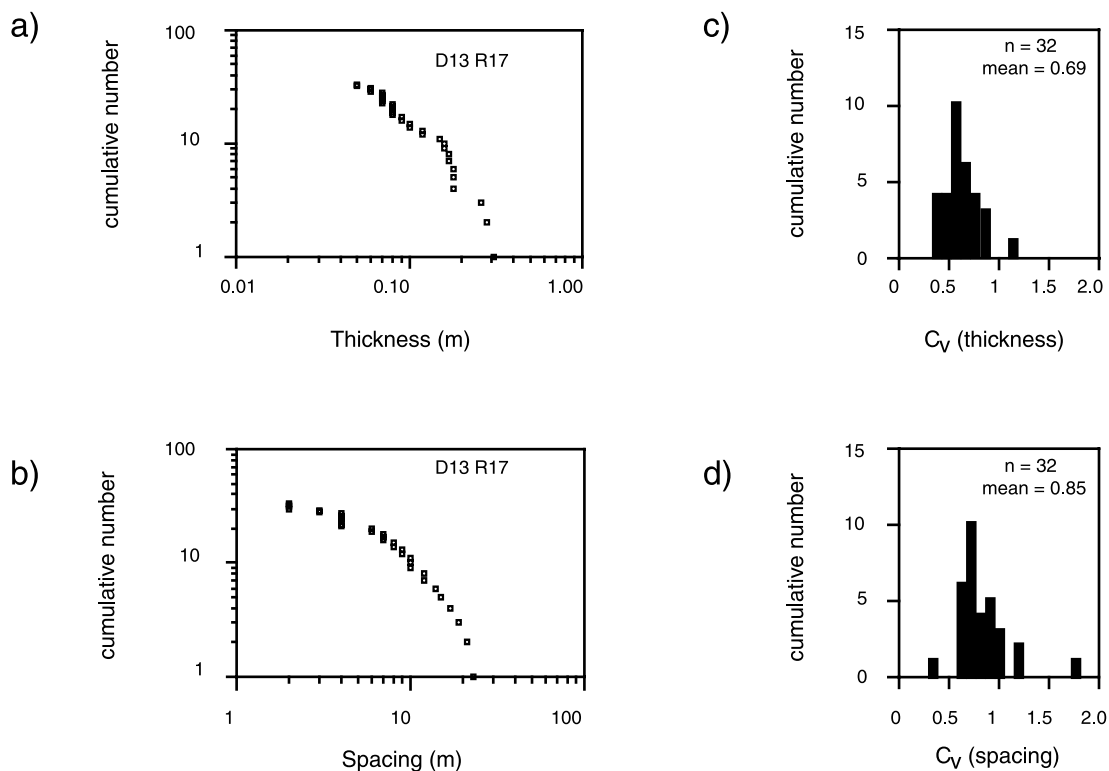 a)
cumulative number
100
10
1
D13 R17
0.01 0.10 1.00
Thickness (m)
c)
cumulative number
15
10
5
0
n = 32
mean = 0.69
0 0.5 1 1.5 2.0
CV (thickness)
b)
cumulative number
100
10
1
D13 R17
1 10 100
Spacing (m)
d)
cumulative number
15
10
5
0
n = 32
mean = 0.85
0 0.5 1 1.5 2.0
CV (spacing)